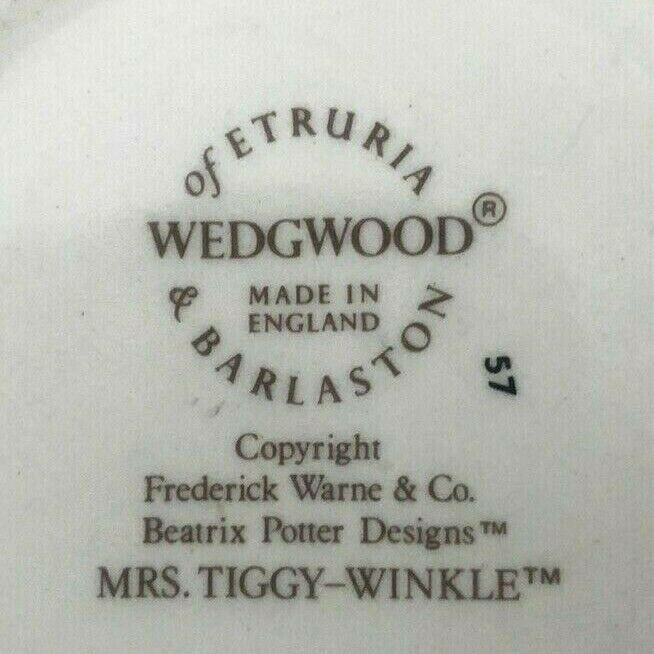 of ETRURIA
WEDGWOOD®
MADE IN
ENGLAND
& BARLASTON
57
Copyright
Frederick Warne & Co.
Beatrix Potter Designs™
MRS. TIGGY–WINKLE™